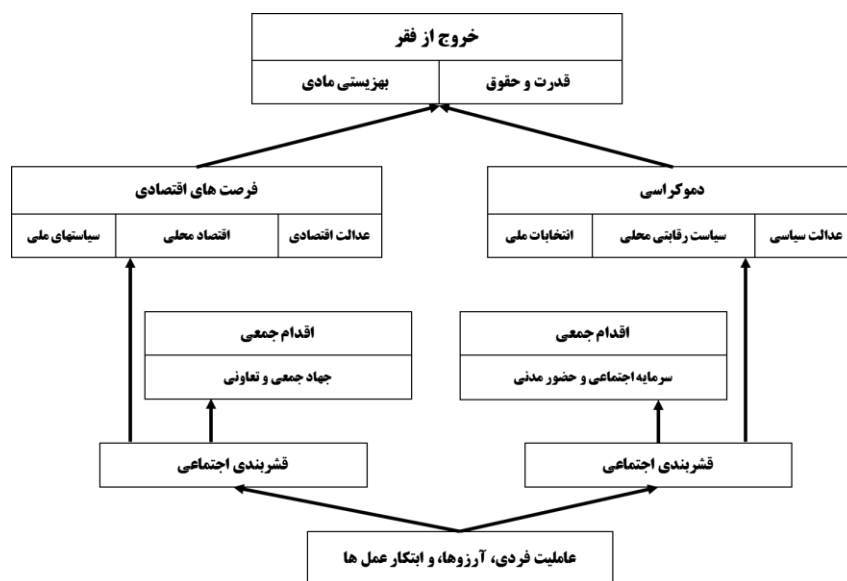 خروج از فقر
قدرت و حقوق
بهزیستی مادی
دموکراسی
عدالت سیاسی
سیاست رقابتی محلی
انتخابات ملی
فرصت های اقتصادی
عدالت اقتصادی
اقتصاد محلی
سیاستهای ملی
اقدام جمعی
سرمایه اجتماعی و حضور مدنی
اقدام جمعی
جهاد جمعی و تعاونی
قشربندی اجتماعی
قشربندی اجتماعی
عاملیت فردی، آرزوها، و ابتکار عمل ها